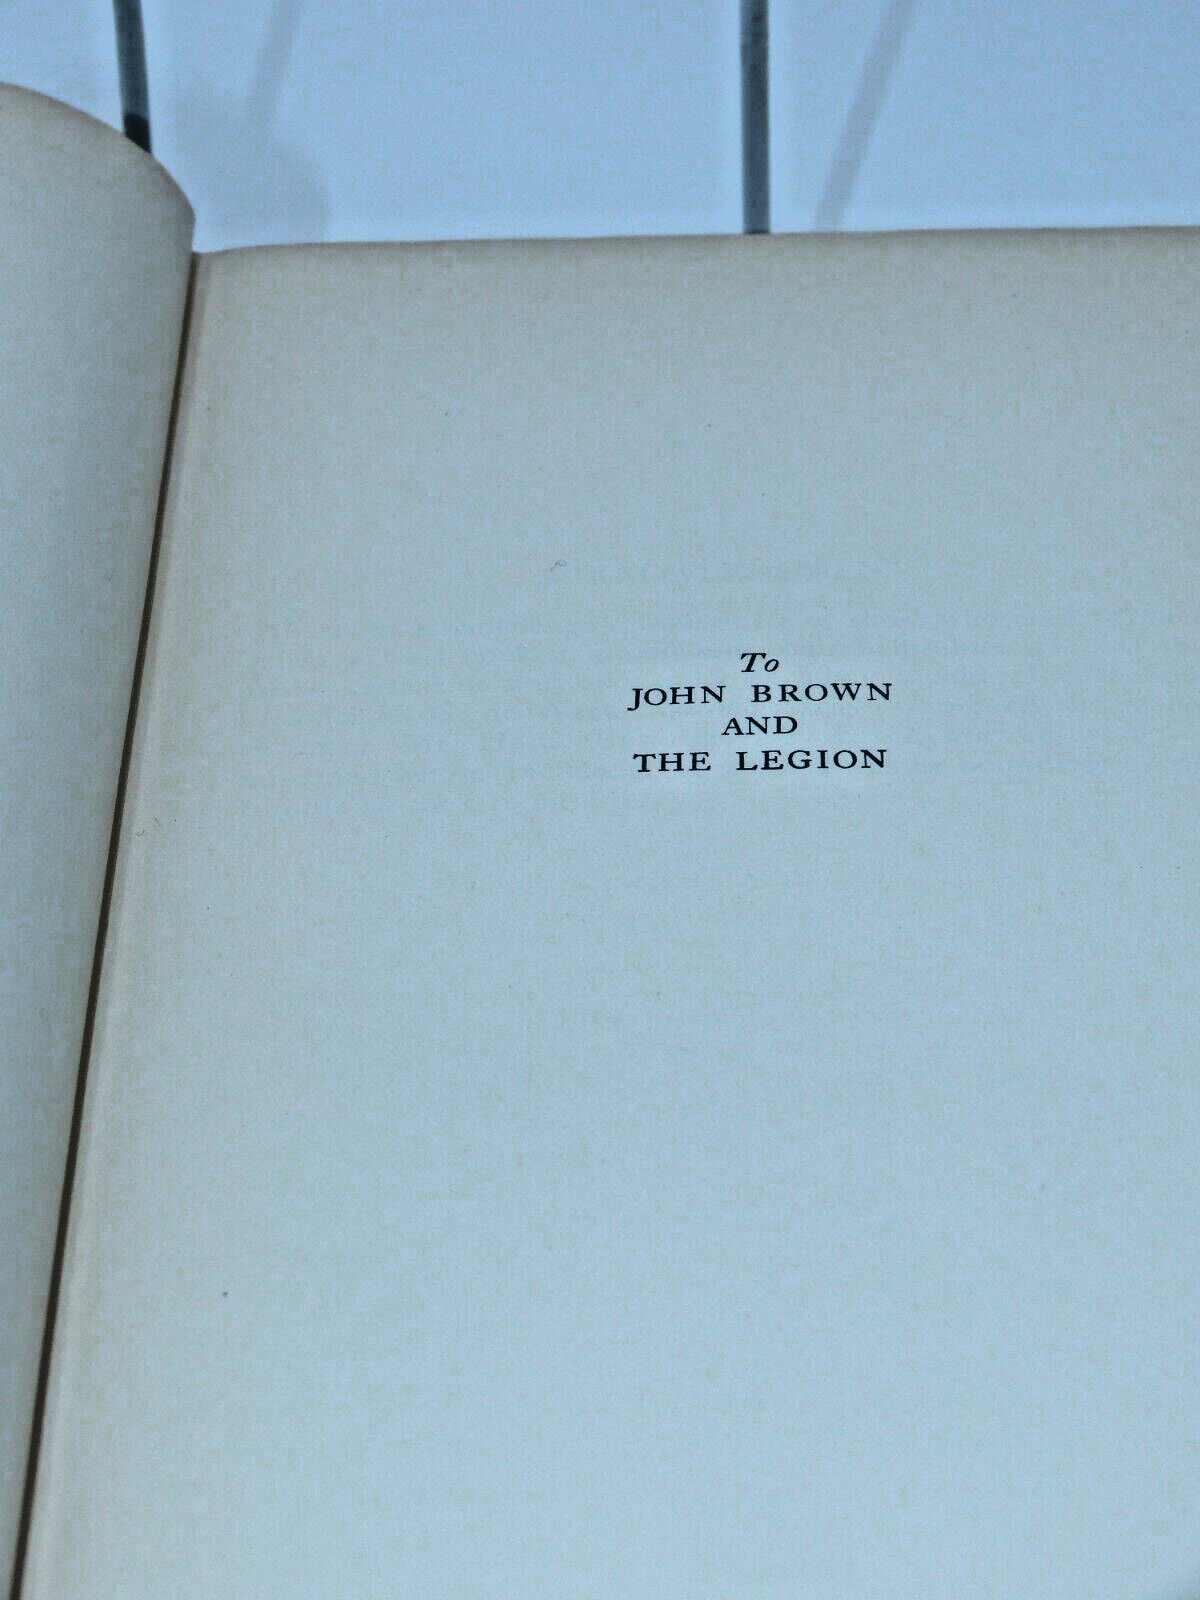 To
JOHN BROWN
AND
THE LEGION